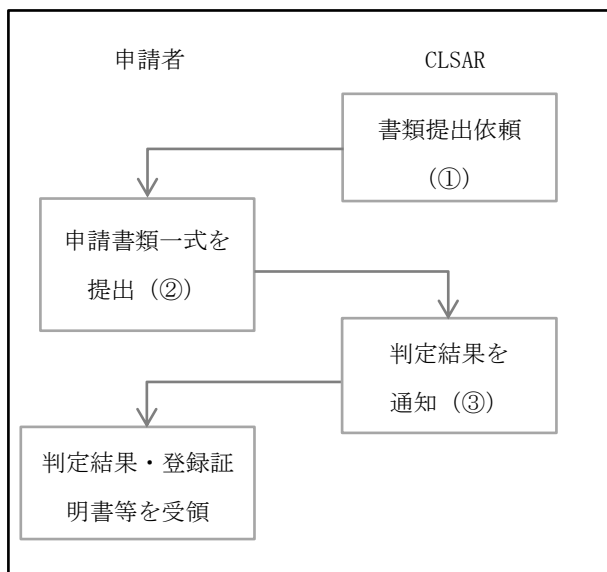 申請者
CLSAR
書類提出依頼
(①)
申請書類一式を
提出 (②)
判定結果を
通知 (③)
判定結果・登録証
明書等を受領